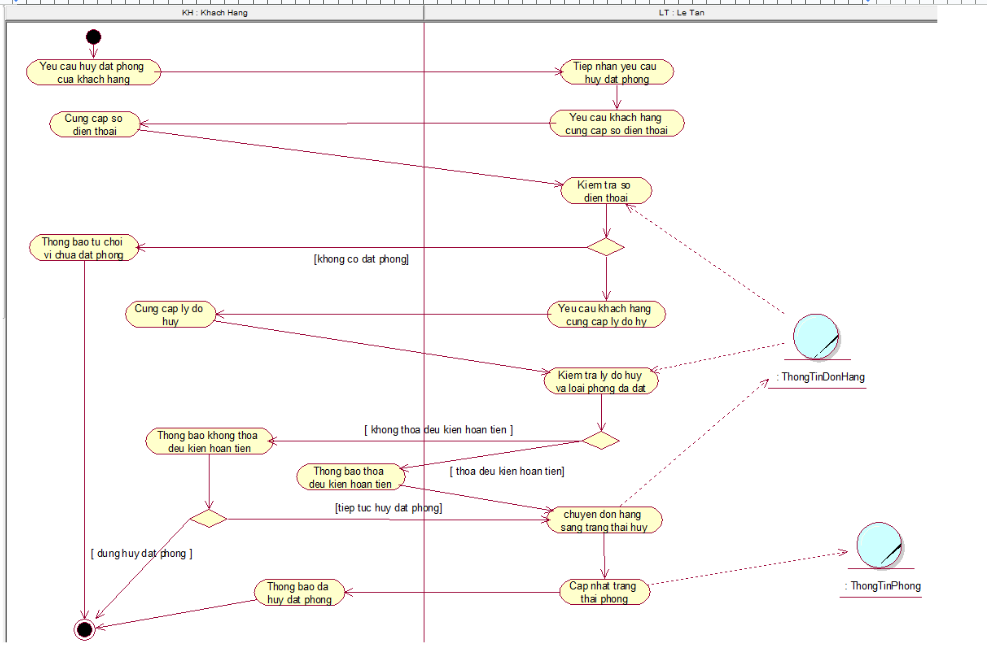 KH : Khach Hang
LT : Le Tan
Yeu cau huy dat phong
cua khach hang
Tiep nhan yeu cau
huy dat phong
Cung cap so
dien thoai
Yeu cau khach hang
cung cap so dien thoai
Kiem tra so
dien thoai
Thong bao tu choi
vi chua dat phong
[khong co dat phong]
Cung cap ly do
huy
Yeu cau khach hang
cung cap ly do hy
Kiem tra ly do huy
va loai phong da dat
: ThongTinDonHang
[ khong thoa deu kien hoan tien ]
Thong bao khong thoa
deu kien hoan tien
Thong bao thoa
deu kien hoan tien
[ thoa deu kien hoan tien]
[tiep tuc huy dat phong]
chuyen don hang
sang trang thai huy
[ dung huy dat phong ]
Thong bao da
huy dat phong
Cap nhat trang
thai phong
: ThongTinPhong